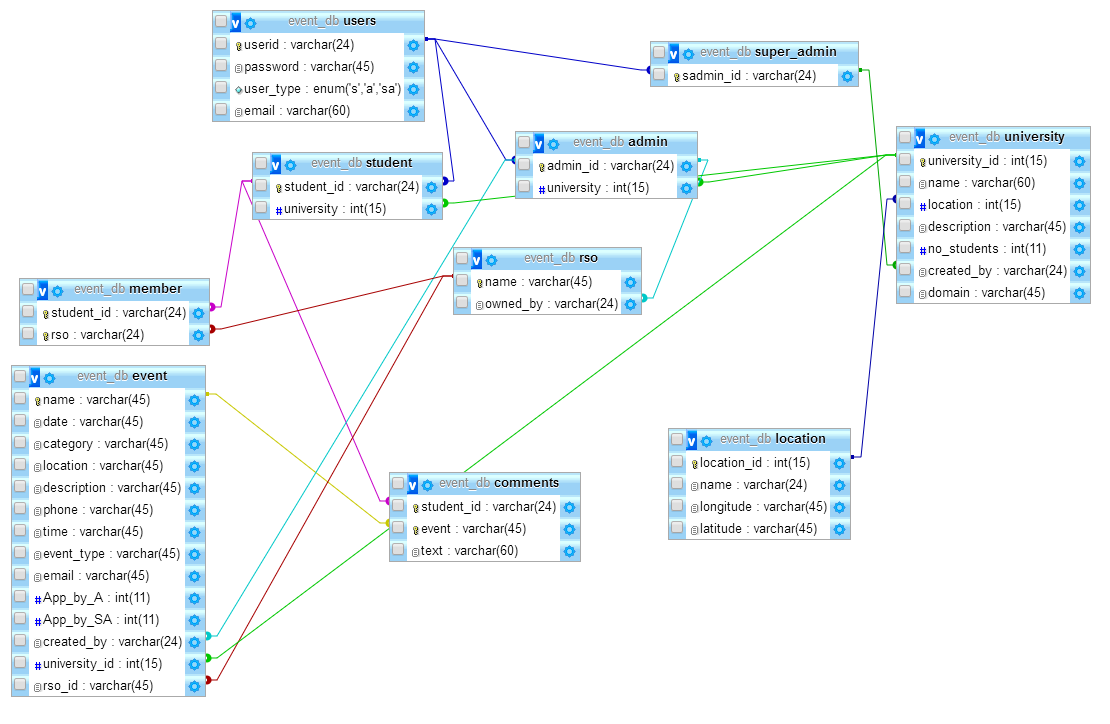 event_db users
userid : varchar(24)
password : varchar(45)
user_type : enum('s','a','sa')
email : varchar(60)
event_db super_admin
sadmin_id : varchar(24)
event_db admin
admin_id : varchar(24)
university : int(15)
event_db university
university_id : int(15)
name : varchar(60)
location : int(15)
description : varchar(45)
no_students : int(11)
created_by : varchar(24)
domain : varchar(45)
event_db student
student_id : varchar(24)
university : int(15)
event_db rso
name : varchar(45)
owned_by : varchar(24)
event_db member
student_id : varchar(24)
rso : varchar(24)
event_db event
name : varchar(45)
date : varchar(45)
category : varchar(45)
location : varchar(45)
description : varchar(45)
phone : varchar(45)
time : varchar(45)
event_type : varchar(45)
email : varchar(45)
App_by_A : int(11)
App_by_SA : int(11)
created_by : varchar(24)
university_id : int(15)
rso_id : varchar(45)
event_db comments
student_id : varchar(24)
event : varchar(45)
text : varchar(60)
event_db location
location_id : int(15)
name : varchar(24)
longitude : varchar(45)
latitude : varchar(45)